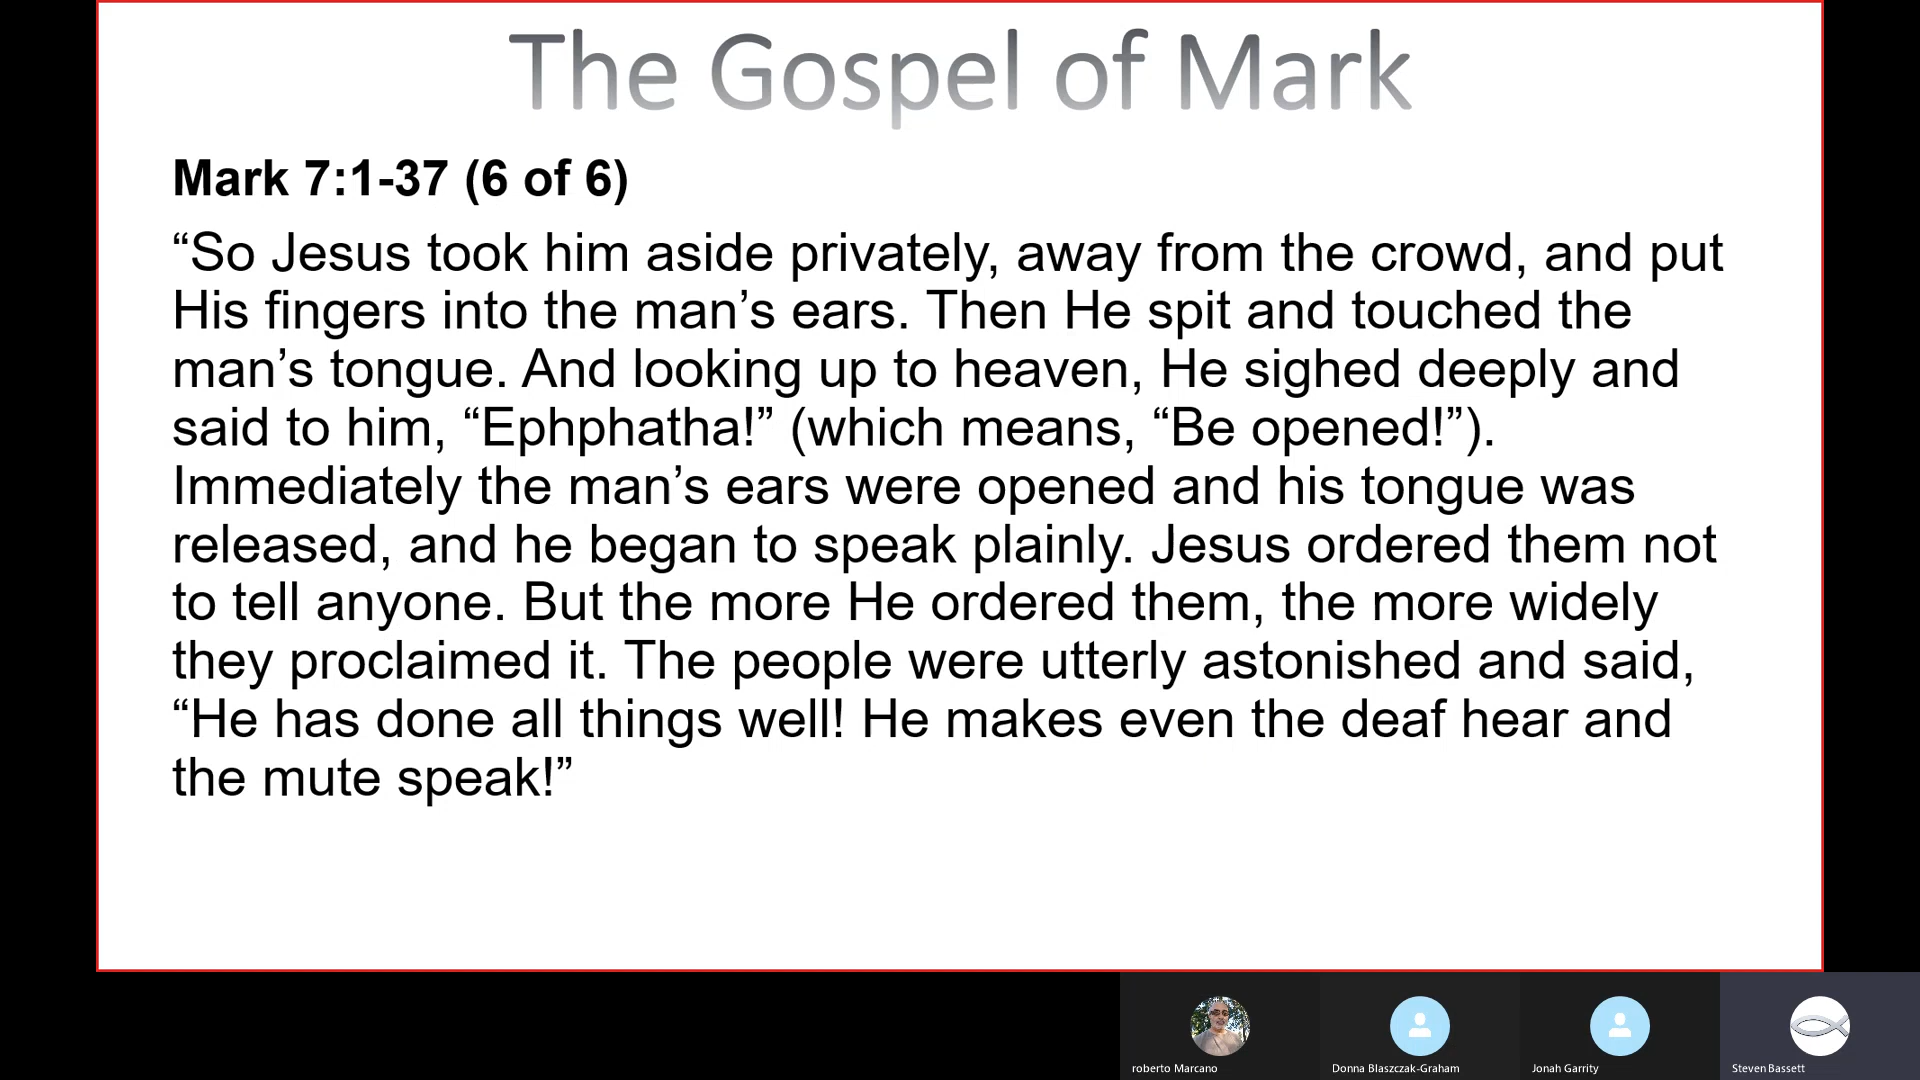 The Gospel of Mark
Mark 7:1-37 (6 of 6)
“So Jesus took him aside privately, away from the crowd, and put
His fingers into the man’s ears. Then He spit and touched the
man’s tongue. And looking up to heaven, He sighed deeply and
said to him, “Ephphatha!” (which means, “Be opened!”).
Immediately the man’s ears were opened and his tongue was
released, and he began to speak plainly. Jesus ordered them not
to tell anyone. But the more He ordered them, the more widely
they proclaimed it. The people were utterly astonished and said,
“He has done all things well! He makes even the deaf hear and
the mute speak!”
roberto Marcano
Donna Blaszczak-Graham
Jonah Garrity
Steven Bassett